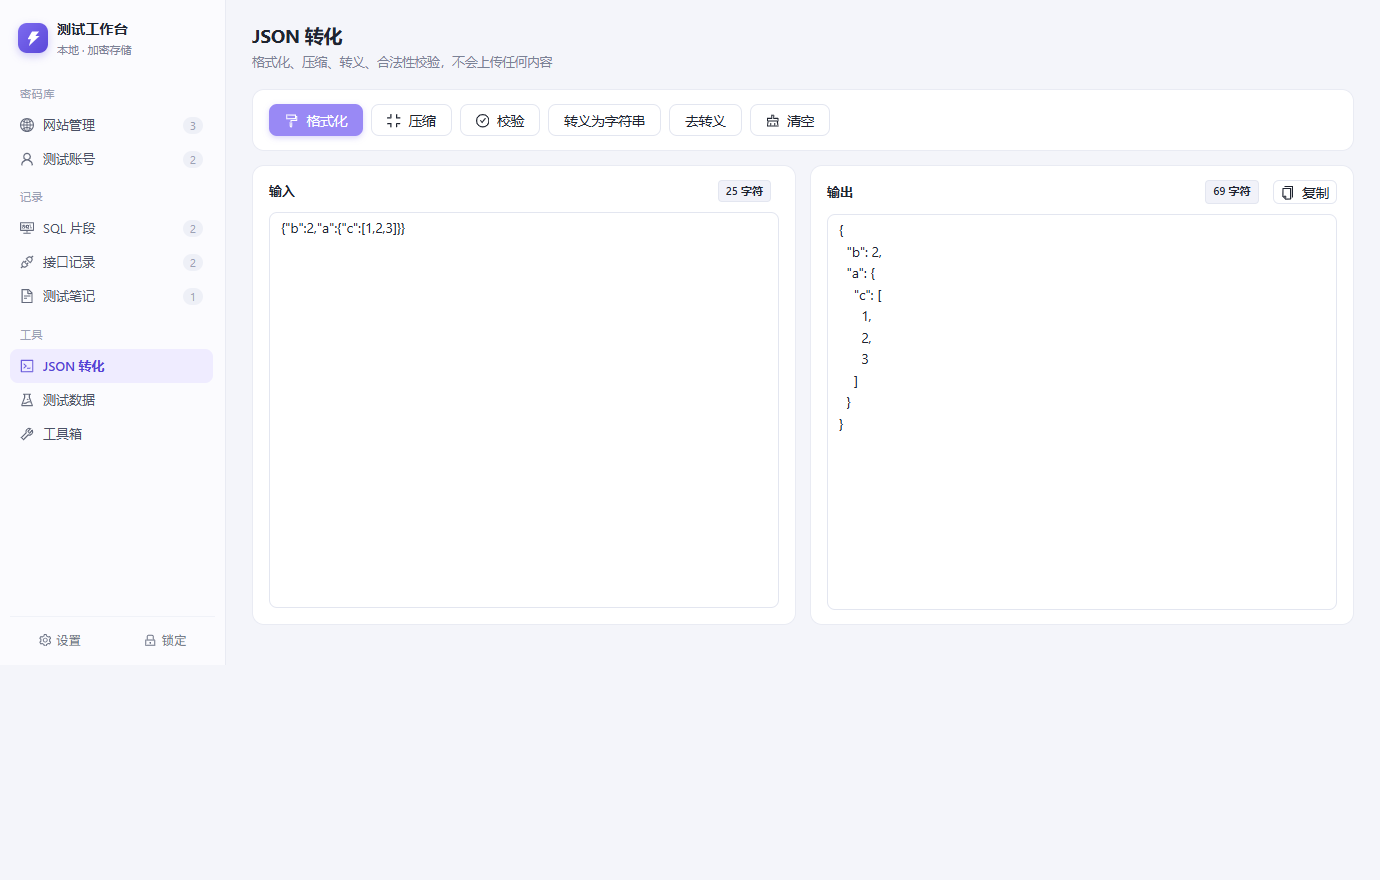 测试工作台
本地 · 加密存储
密码库
网站管理 3
测试账号 2
记录
SQL 片段 2
接口记录 2
测试笔记 1
工具
JSON 转化
测试数据
工具箱
设置 锁定
JSON 转化
格式化、压缩、转义、合法性校验，不会上传任何内容
格式化 压缩 校验 转义为字符串 去转义 清空
输入 25 字符
{"b":2,"a":{"c":[1,2,3]}}
输出 69 字符 复制
{
  "b": 2,
  "a": {
    "c": [
      1,
      2,
      3
    ]
  }
}